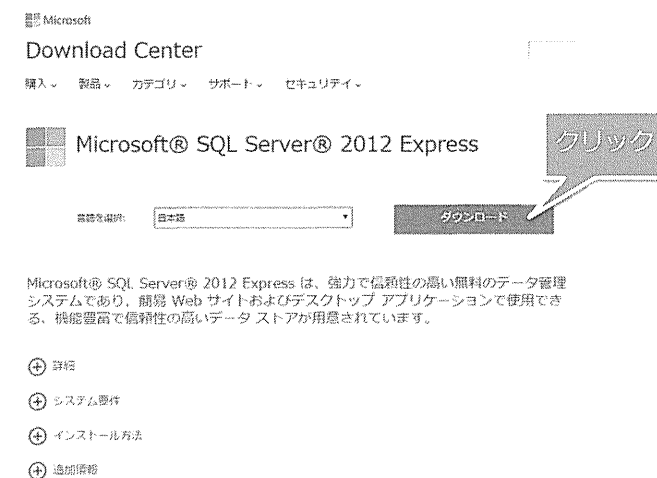 Microsoft
Download Center
購入 製品 カテゴリ サポート セキュリティ
Microsoft® SQL Server® 2012 Express
クリック
言語を選択: 日本語 ダウンロード
Microsoft® SQL Server® 2012 Express は、強力で信頼性の高い無料のデータ管理
システムであり、簡易 Web サイトおよびデスクトップ アプリケーションで使用でき
る、機能豊富で信頼性の高いデータ ストアが用意されています。
詳細
システム要件
インストール方法
追加情報